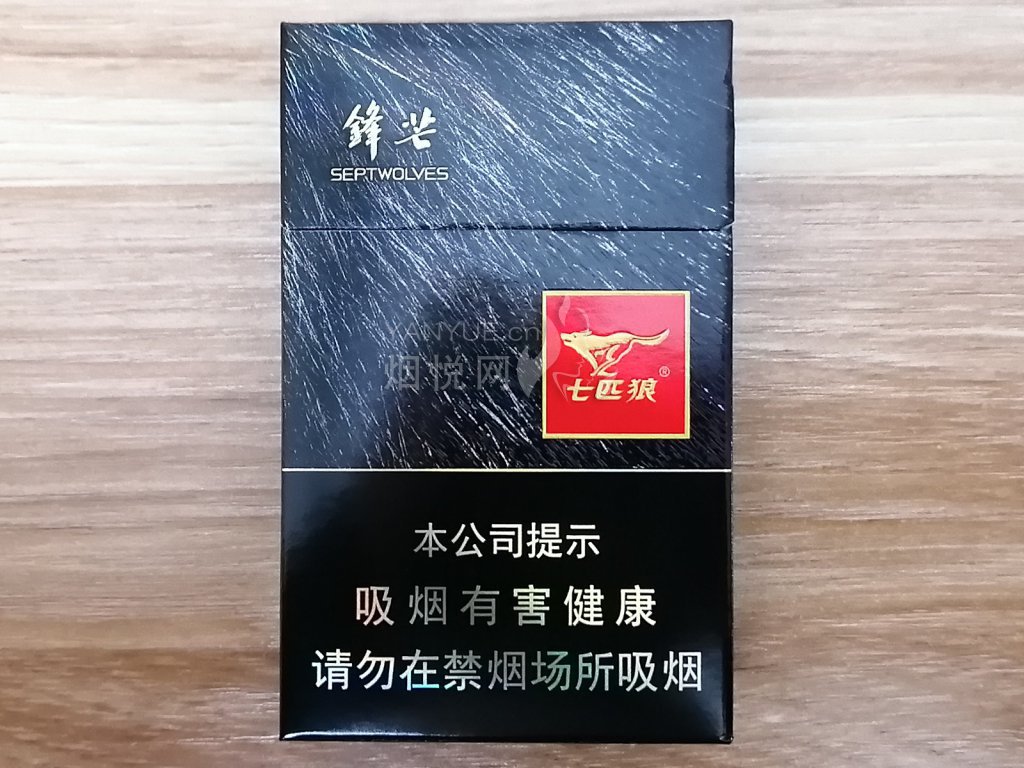 鋒芒
SEPTWOLVES
YANYUE.cn
烟悦网
七匹狼®
本公司提示
吸烟有害健康
请勿在禁烟场所吸烟